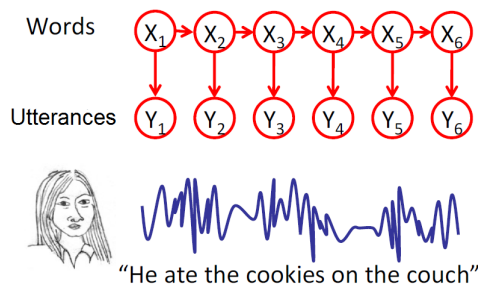 Words X1 X2 X3 X4 X5 X6
Utterances Y1 Y2 Y3 Y4 Y5 Y6
“He ate the cookies on the couch”